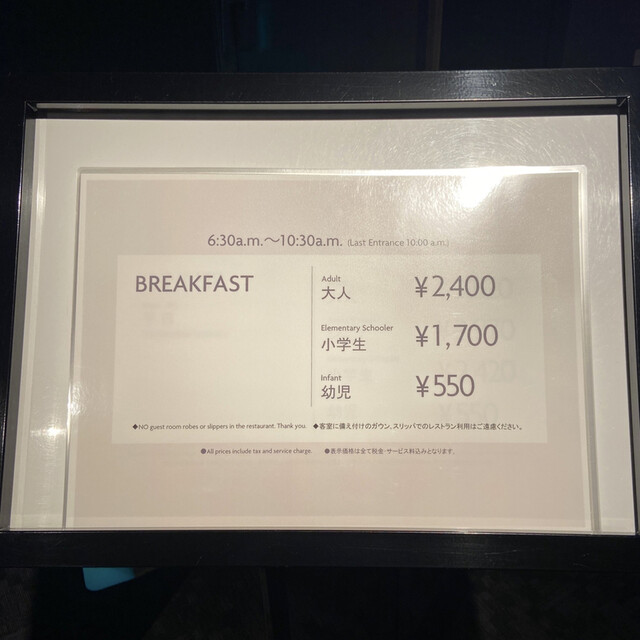 6:30a.m.～10:30a.m. (Last Entrance 10:00 a.m.)
BREAKFAST
Adult
大人 ¥2,400
Elementary Schooler
小学生 ¥1,700
Infant
幼児 ¥550
◆NO guest room robes or slippers in the restaurant. Thank you. ◆客室に備え付けのガウン、スリッパでのレストラン利用はご遠慮ください。
●All prices include tax and service charge. ●表示価格は全て税金・サービス料込みとなります。